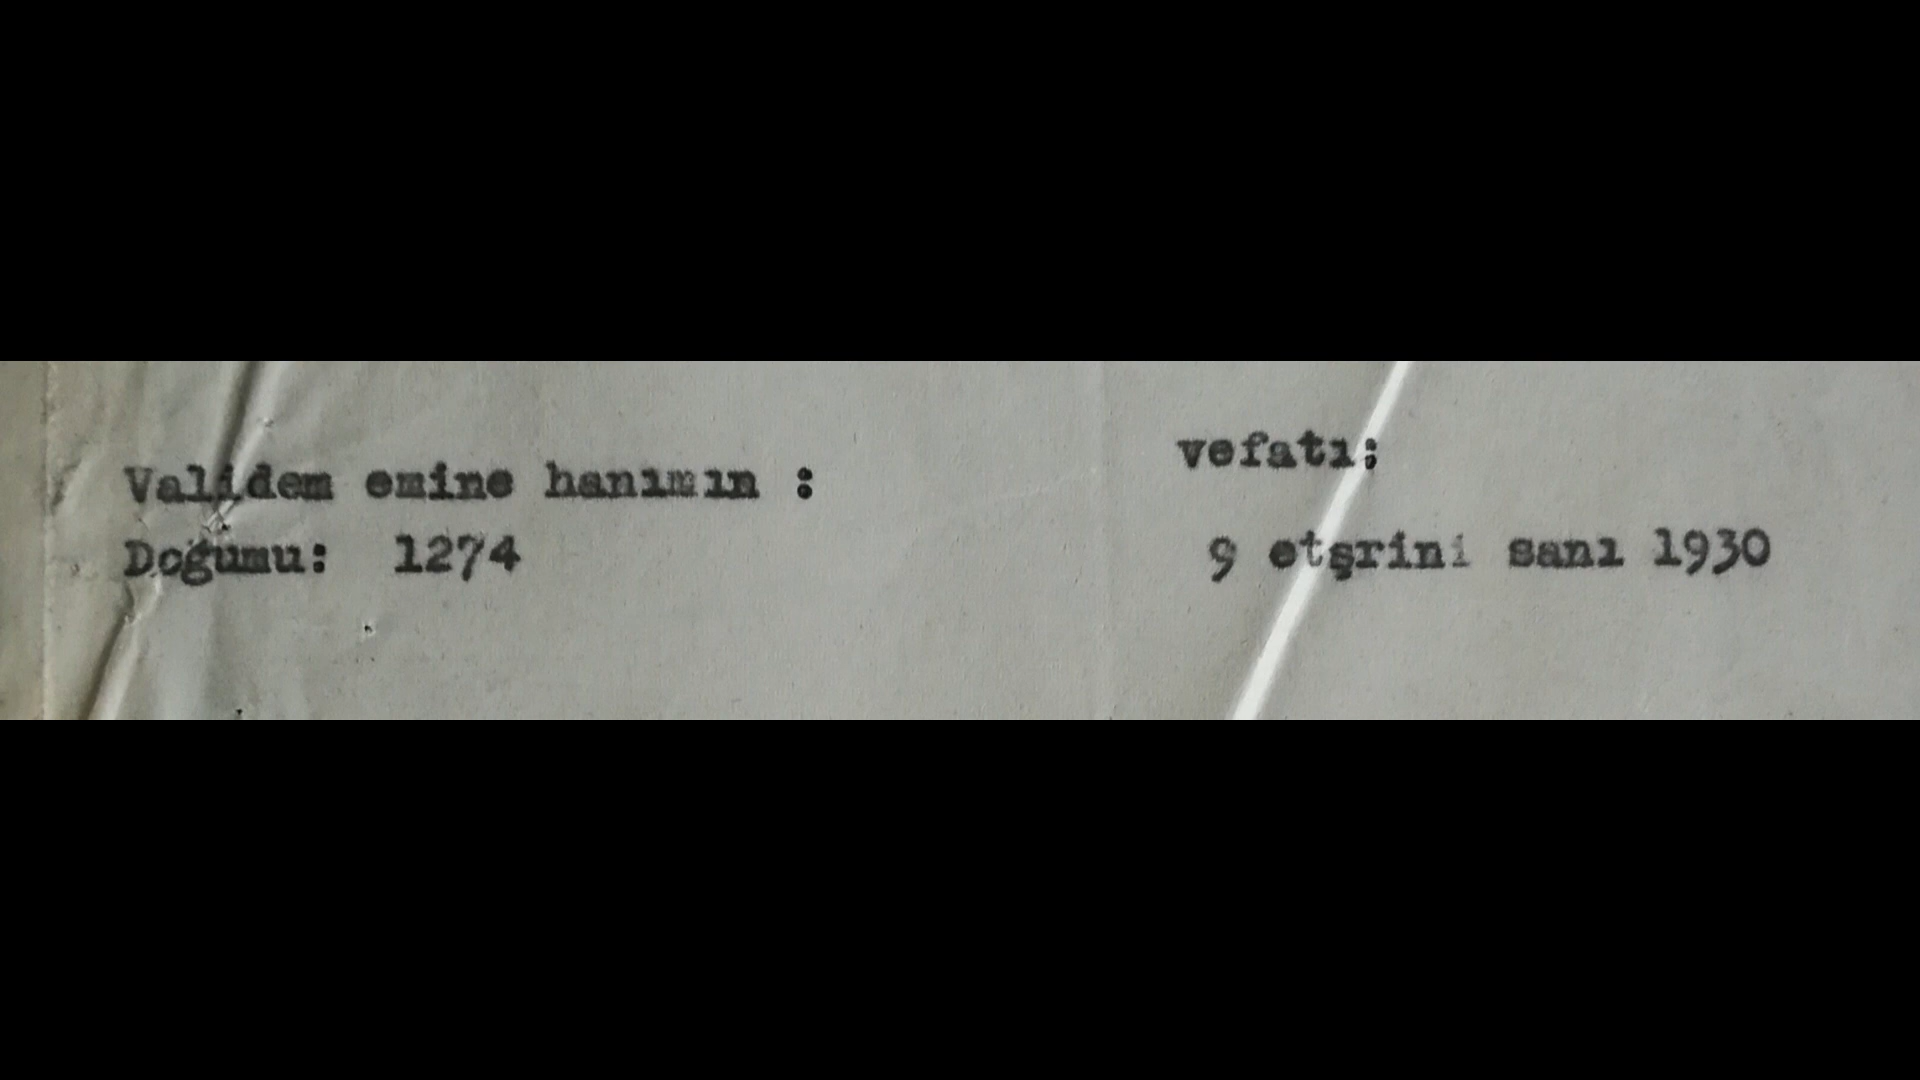 Validem emine hanımın :
vefatı:
Doğumu: 1274
9 etşrini sanı 1930